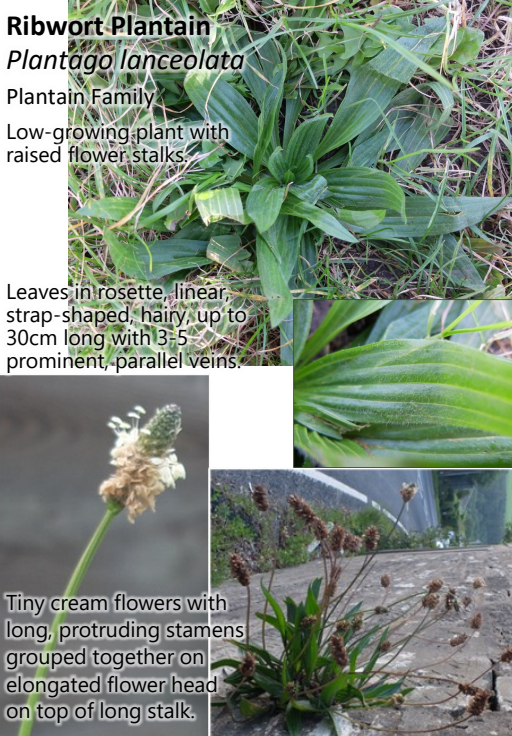 Ribwort Plantain
Plantago lanceolata
Plantain Family
Low-growing plant with
raised flower stalks.
Leaves in rosette, linear,
strap-shaped, hairy, up to
30cm long with 3-5
prominent, parallel veins.
Tiny cream flowers with
long, protruding stamens
grouped together on
elongated flower head
on top of long stalk.